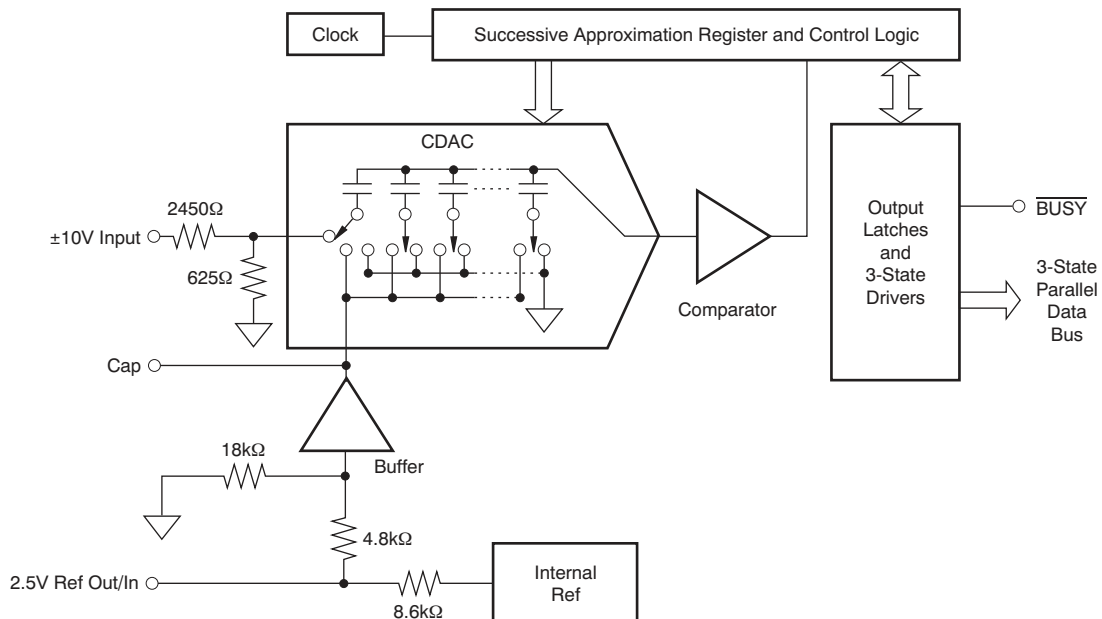 Clock
Successive Approximation Register and Control Logic
CDAC
2450Ω
±10V Input
625Ω
Comparator
Output
Latches
and
3-State
Drivers
BUSY
3-State
Parallel
Data
Bus
Cap
Buffer
18kΩ
4.8kΩ
2.5V Ref Out/In
8.6kΩ
Internal
Ref